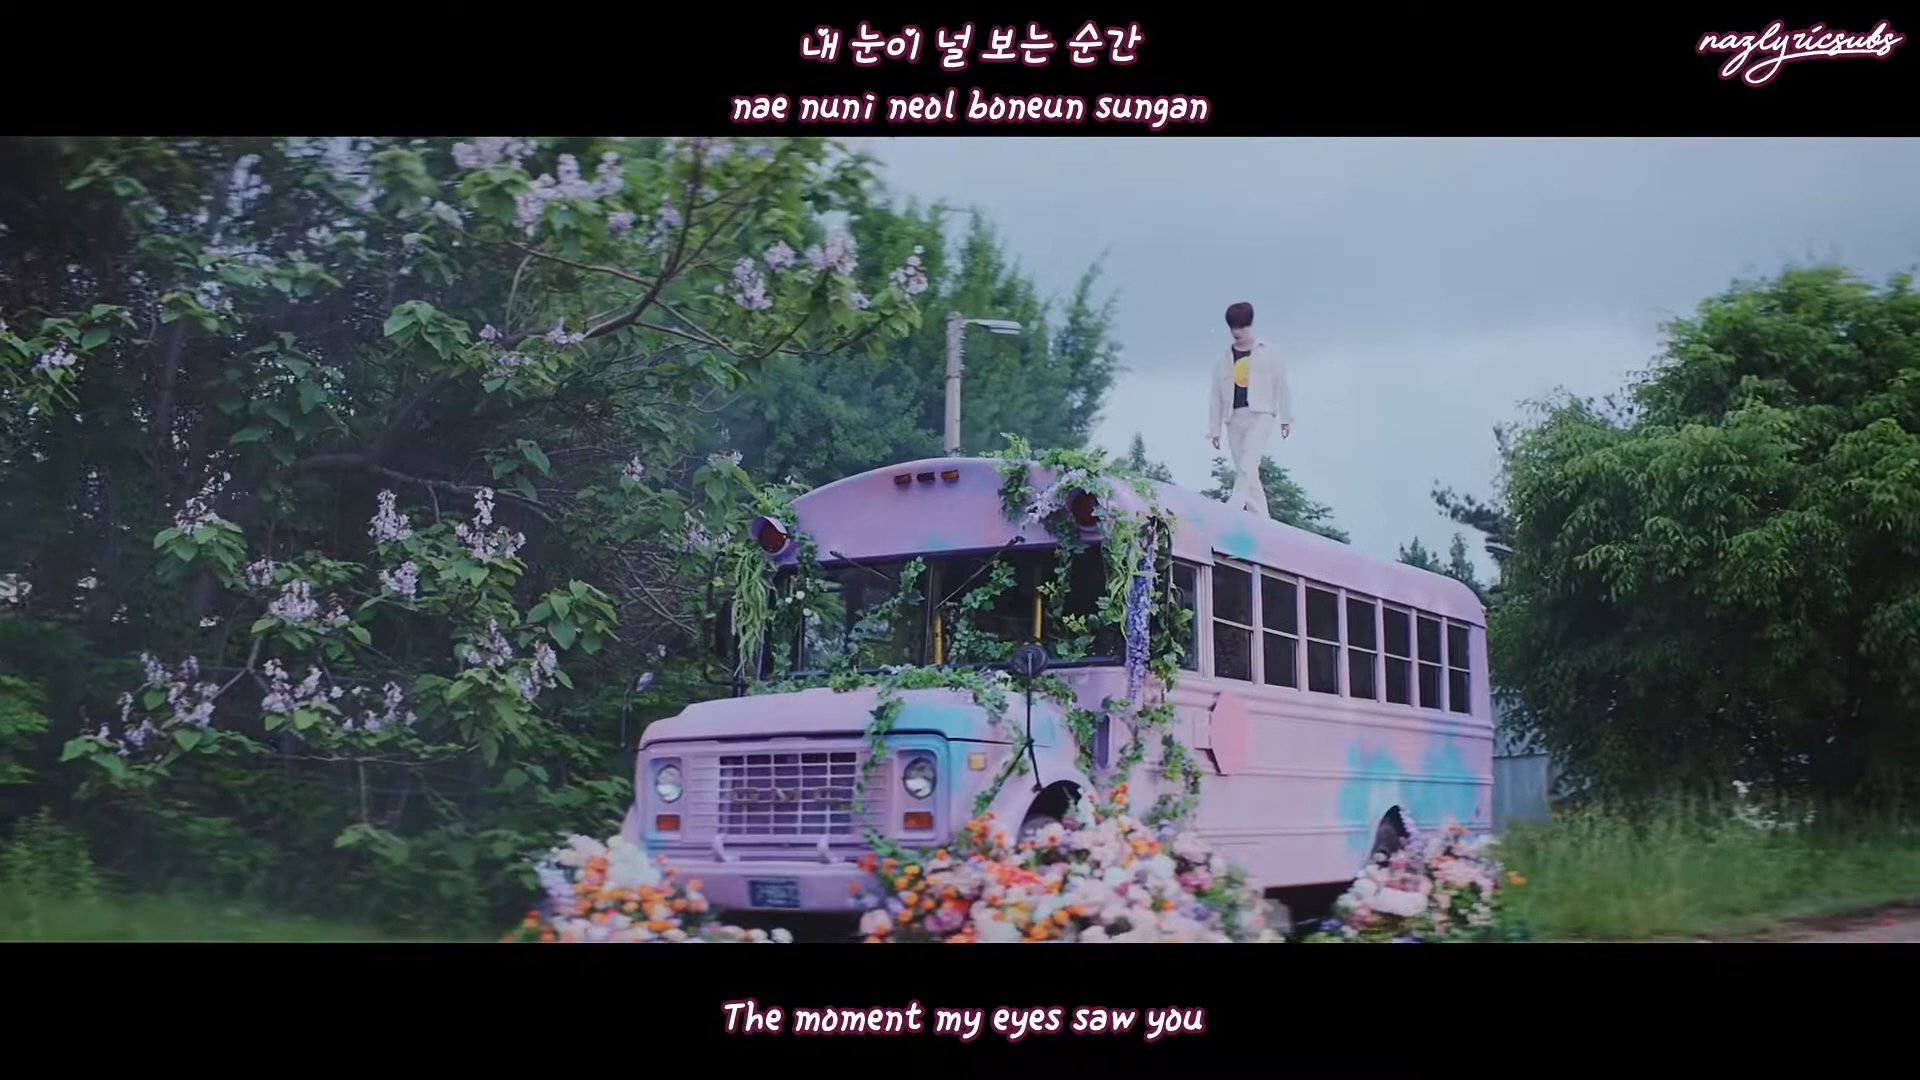 내 눈이 널 보는 순간
nazlyricsubs
nae nuni neol boneun sungan
The moment my eyes saw you